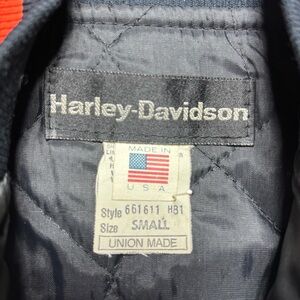 Harley-Davidson
MADE IN
U.S.A
Style 661611 H81
Size SMALL
UNION MADE